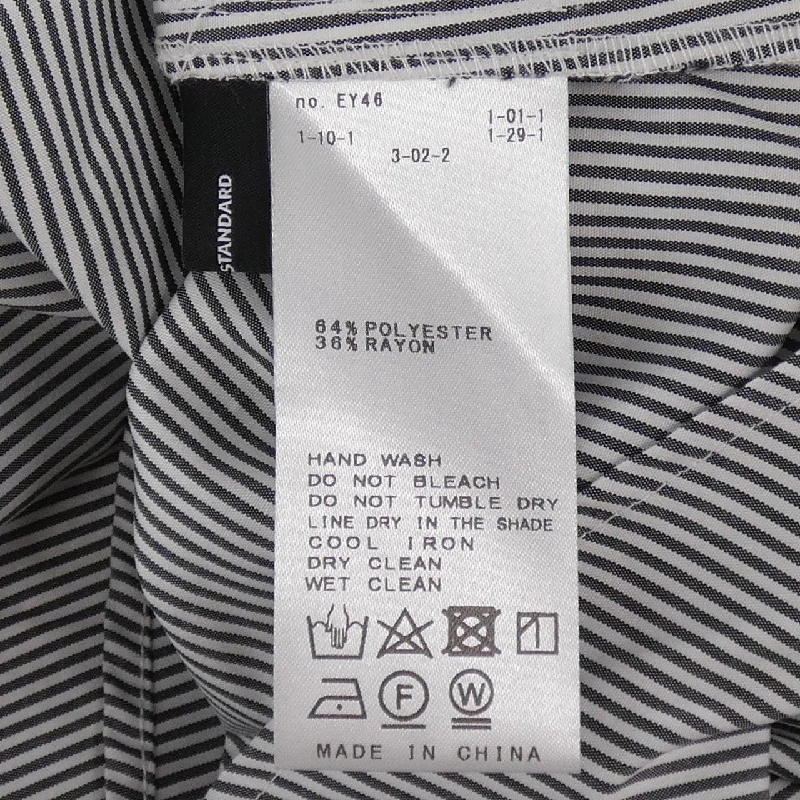 no. EY46
1-01-1
1-10-1
1-29-1
3-02-2
STANDARD
64% POLYESTER
36% RAYON
HAND WASH
DO NOT BLEACH
DO NOT TUMBLE DRY
LINE DRY IN THE SHADE
COOL IRON
DRY CLEAN
WET CLEAN
F W
MADE IN CHINA